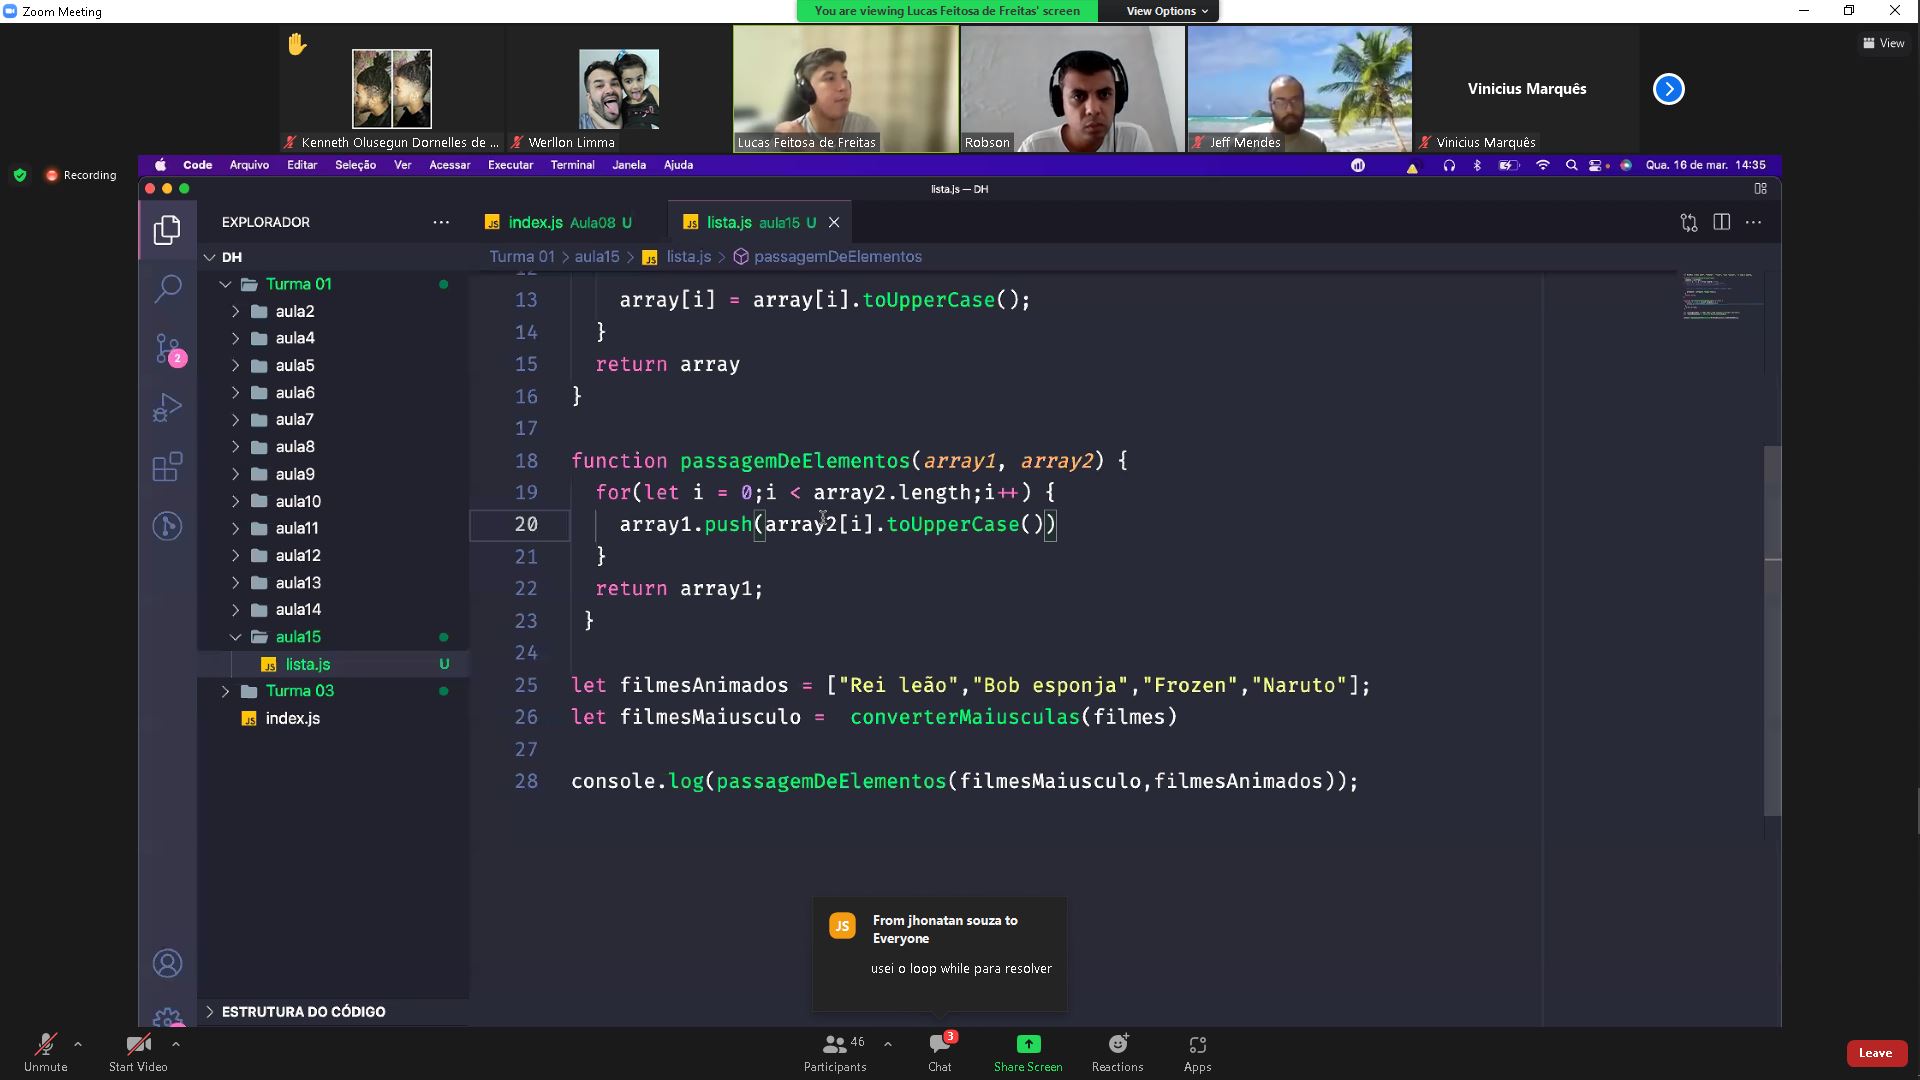 Zoom Meeting
You are viewing Lucas Feitosa de Freitas' screen
View Options
View
Kenneth Olusegun Dornelles de ...
Werllon Limma
Lucas Feitosa de Freitas
Robson
Jeff Mendes
Vinicius Marquês
Vinicius Marquês
Recording
Code Arquivo Editar Seleção Ver Acessar Executar Terminal Janela Ajuda
Qua. 16 de mar. 14:35
lista.js — DH
EXPLORADOR
JS index.js Aula08 U
JS lista.js aula15 U
Turma 01 > aula15 > JS lista.js > passagemDeElementos
DH
Turma 01
aula2
aula4
aula5
aula6
aula7
aula8
aula9
aula10
aula11
aula12
aula13
aula14
aula15
JS lista.js U
Turma 03
JS index.js
ESTRUTURA DO CÓDIGO
2
12
13 array[i] = array[i].toUpperCase();
14 }
15 return array
16 }
17
18 function passagemDeElementos(array1, array2) {
19 for(let i = 0;i < array2.length;i++) {
20 array1.push(array2[i].toUpperCase())
21 }
22 return array1;
23 }
24
25 let filmesAnimados = ["Rei leão","Bob esponja","Frozen","Naruto"];
26 let filmesMaiusculo = converterMaiusculas(filmes)
27
28 console.log(passagemDeElementos(filmesMaiusculo,filmesAnimados));
JS
From jhonatan souza to
Everyone
usei o loop while para resolver
Unmute
Start Video
46
Participants
3
Chat
Share Screen
Reactions
Apps
Leave